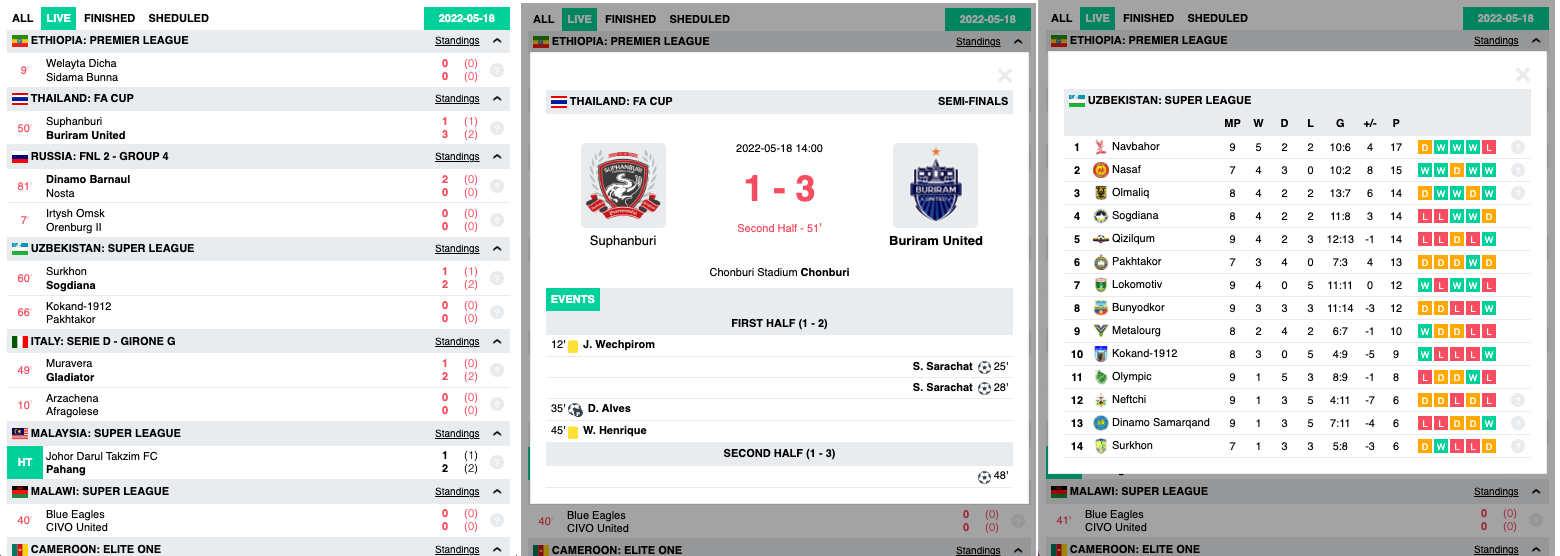 ALL LIVE FINISHED SHEDULED 2022-05-18
ETHIOPIA: PREMIER LEAGUE Standings
9' Welayta Dicha 0 (0)
Sidama Bunna 0 (0)
THAILAND: FA CUP Standings
50' Suphanburi 1 (1)
Buriram United 3 (2)
RUSSIA: FNL 2 - GROUP 4 Standings
81' Dinamo Barnaul 2 (0)
Nosta 0 (0)
7' Irtysh Omsk 0 (0)
Orenburg II 0 (0)
UZBEKISTAN: SUPER LEAGUE Standings
60' Surkhon 1 (1)
Sogdiana 2 (2)
66' Kokand-1912 0 (0)
Pakhtakor 0 (0)
ITALY: SERIE D - GIRONE G Standings
49' Muravera 1 (0)
Gladiator 2 (2)
10' Arzachena 0 (0)
Afragolese 0 (0)
MALAYSIA: SUPER LEAGUE Standings
HT Johor Darul Takzim FC 1 (1)
Pahang 2 (2)
MALAWI: SUPER LEAGUE Standings
40' Blue Eagles 0 (0)
CIVO United 0 (0)
CAMEROON: ELITE ONE Standings
ALL LIVE FINISHED SHEDULED 2022-05-18
ETHIOPIA: PREMIER LEAGUE Standings
THAILAND: FA CUP SEMI-FINALS
2022-05-18 14:00
SUPHANBURI
BURIRAM
UNITED
1 - 3
Second Half - 51'
Suphanburi Buriram United
Chonburi Stadium Chonburi
EVENTS
FIRST HALF (1 - 2)
12' J. Wechpirom
S. Sarachat 25'
S. Sarachat 28'
35' D. Alves
45' W. Henrique
SECOND HALF (1 - 3)
48'
40' Blue Eagles 0 (0)
CIVO United 0 (0)
CAMEROON: ELITE ONE Standings
ALL LIVE FINISHED SHEDULED 2022-05-18
ETHIOPIA: PREMIER LEAGUE Standings
UZBEKISTAN: SUPER LEAGUE
MP W D L G +/- P
1 Navbahor 9 5 2 2 10:6 4 17 D W W W L
2 Nasaf 7 4 3 0 10:2 8 15 W W D W W
3 Olmaliq 8 4 2 2 13:7 6 14 D W W D W
4 Sogdiana 8 4 2 2 11:8 3 14 L L W W D
5 Qizilqum 9 4 2 3 12:13 -1 14 L L D L W
6 Pakhtakor 7 3 4 0 7:3 4 13 D D D W D
7 Lokomotiv 9 4 0 5 11:11 0 12 W L W W L
8 Bunyodkor 9 3 3 3 11:14 -3 12 D D L L W
9 Metalourg 8 2 4 2 6:7 -1 10 W D D L L
10 Kokand-1912 8 3 0 5 4:9 -5 9 W L L L W
11 Olympic 9 1 5 3 8:9 -1 8 L D D W L
12 Neftchi 9 1 3 5 4:11 -7 6 D D L D L
13 Dinamo Samarqand 9 1 3 5 7:11 -4 6 L L D D W
14 Surkhon 7 1 3 3 5:8 -3 6 D W L L D
MALAWI: SUPER LEAGUE Standings
41' Blue Eagles 0 (0)
CIVO United 0 (0)
CAMEROON: ELITE ONE Standings